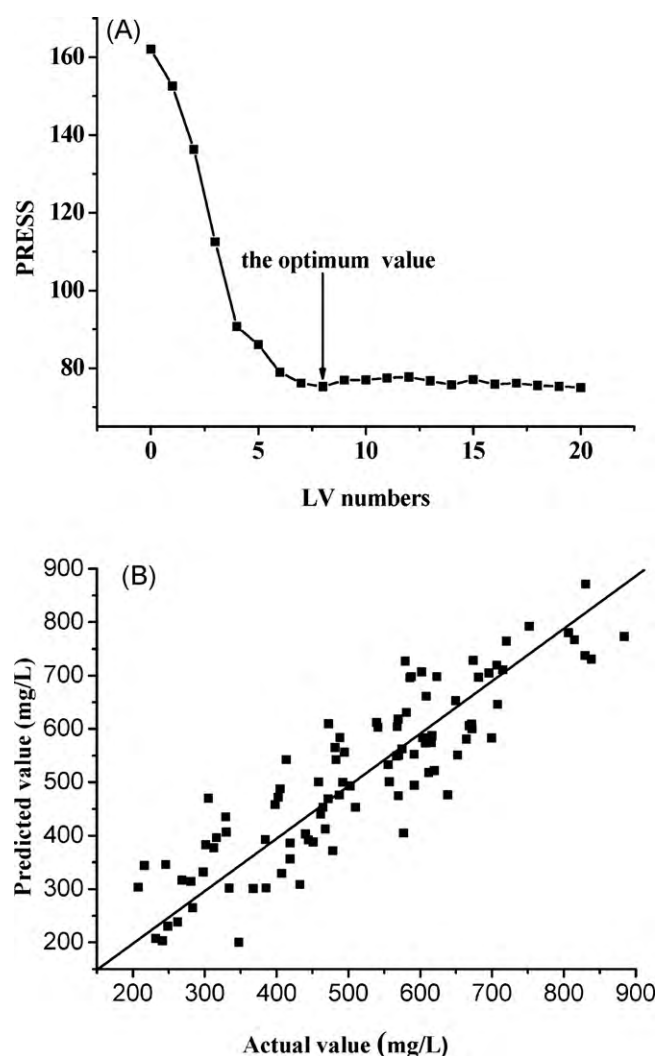 (A)
160
140
120
100
80
PRESS
the optimum value
0 5 10 15 20
LV numbers
(B)
900
800
700
600
500
400
300
200
Predicted value (mg/L)
200 300 400 500 600 700 800 900
Actual value (mg/L)